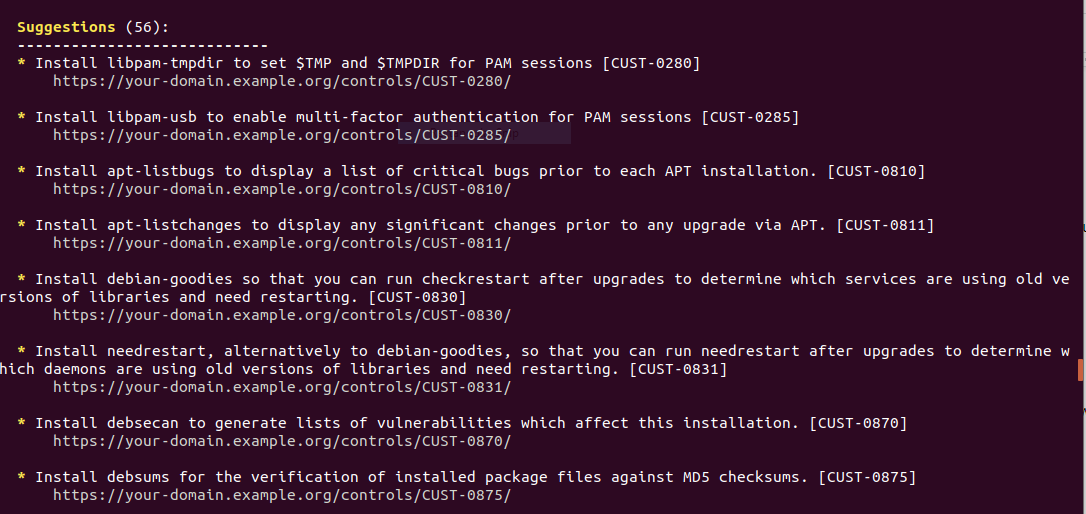 Suggestions (56):
----------------------------
* Install libpam-tmpdir to set $TMP and $TMPDIR for PAM sessions [CUST-0280]
https://your-domain.example.org/controls/CUST-0280/
* Install libpam-usb to enable multi-factor authentication for PAM sessions [CUST-0285]
https://your-domain.example.org/controls/CUST-0285/
* Install apt-listbugs to display a list of critical bugs prior to each APT installation. [CUST-0810]
https://your-domain.example.org/controls/CUST-0810/
* Install apt-listchanges to display any significant changes prior to any upgrade via APT. [CUST-0811]
https://your-domain.example.org/controls/CUST-0811/
* Install debian-goodies so that you can run checkrestart after upgrades to determine which services are using old ve
rsions of libraries and need restarting. [CUST-0830]
https://your-domain.example.org/controls/CUST-0830/
* Install needrestart, alternatively to debian-goodies, so that you can run needrestart after upgrades to determine w
hich daemons are using old versions of libraries and need restarting. [CUST-0831]
https://your-domain.example.org/controls/CUST-0831/
* Install debsecan to generate lists of vulnerabilities which affect this installation. [CUST-0870]
https://your-domain.example.org/controls/CUST-0870/
* Install debsums for the verification of installed package files against MD5 checksums. [CUST-0875]
https://your-domain.example.org/controls/CUST-0875/